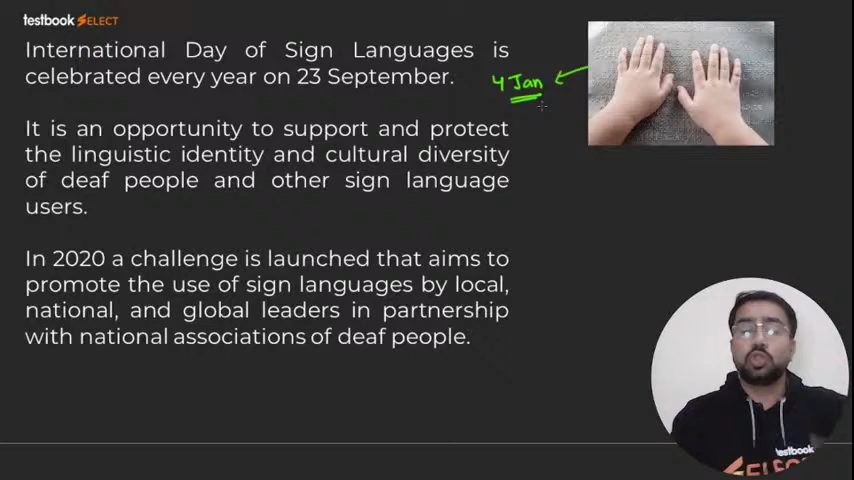 testbook SELECT
International Day of Sign Languages is
celebrated every year on 23 September.
4 Jan
It is an opportunity to support and protect
the linguistic identity and cultural diversity
of deaf people and other sign language
users.
In 2020 a challenge is launched that aims to
promote the use of sign languages by local,
national, and global leaders in partnership
with national associations of deaf people.
testbook
SELEC